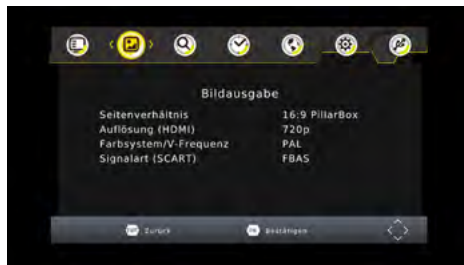 Bildausgabe
Seitenverhältnis 16:9 PillarBox
Auflösung (HDMI) 720p
Farbsystem/V-Frequenz PAL
Signalart (SCART) FBAS
Zurück Bestätigen